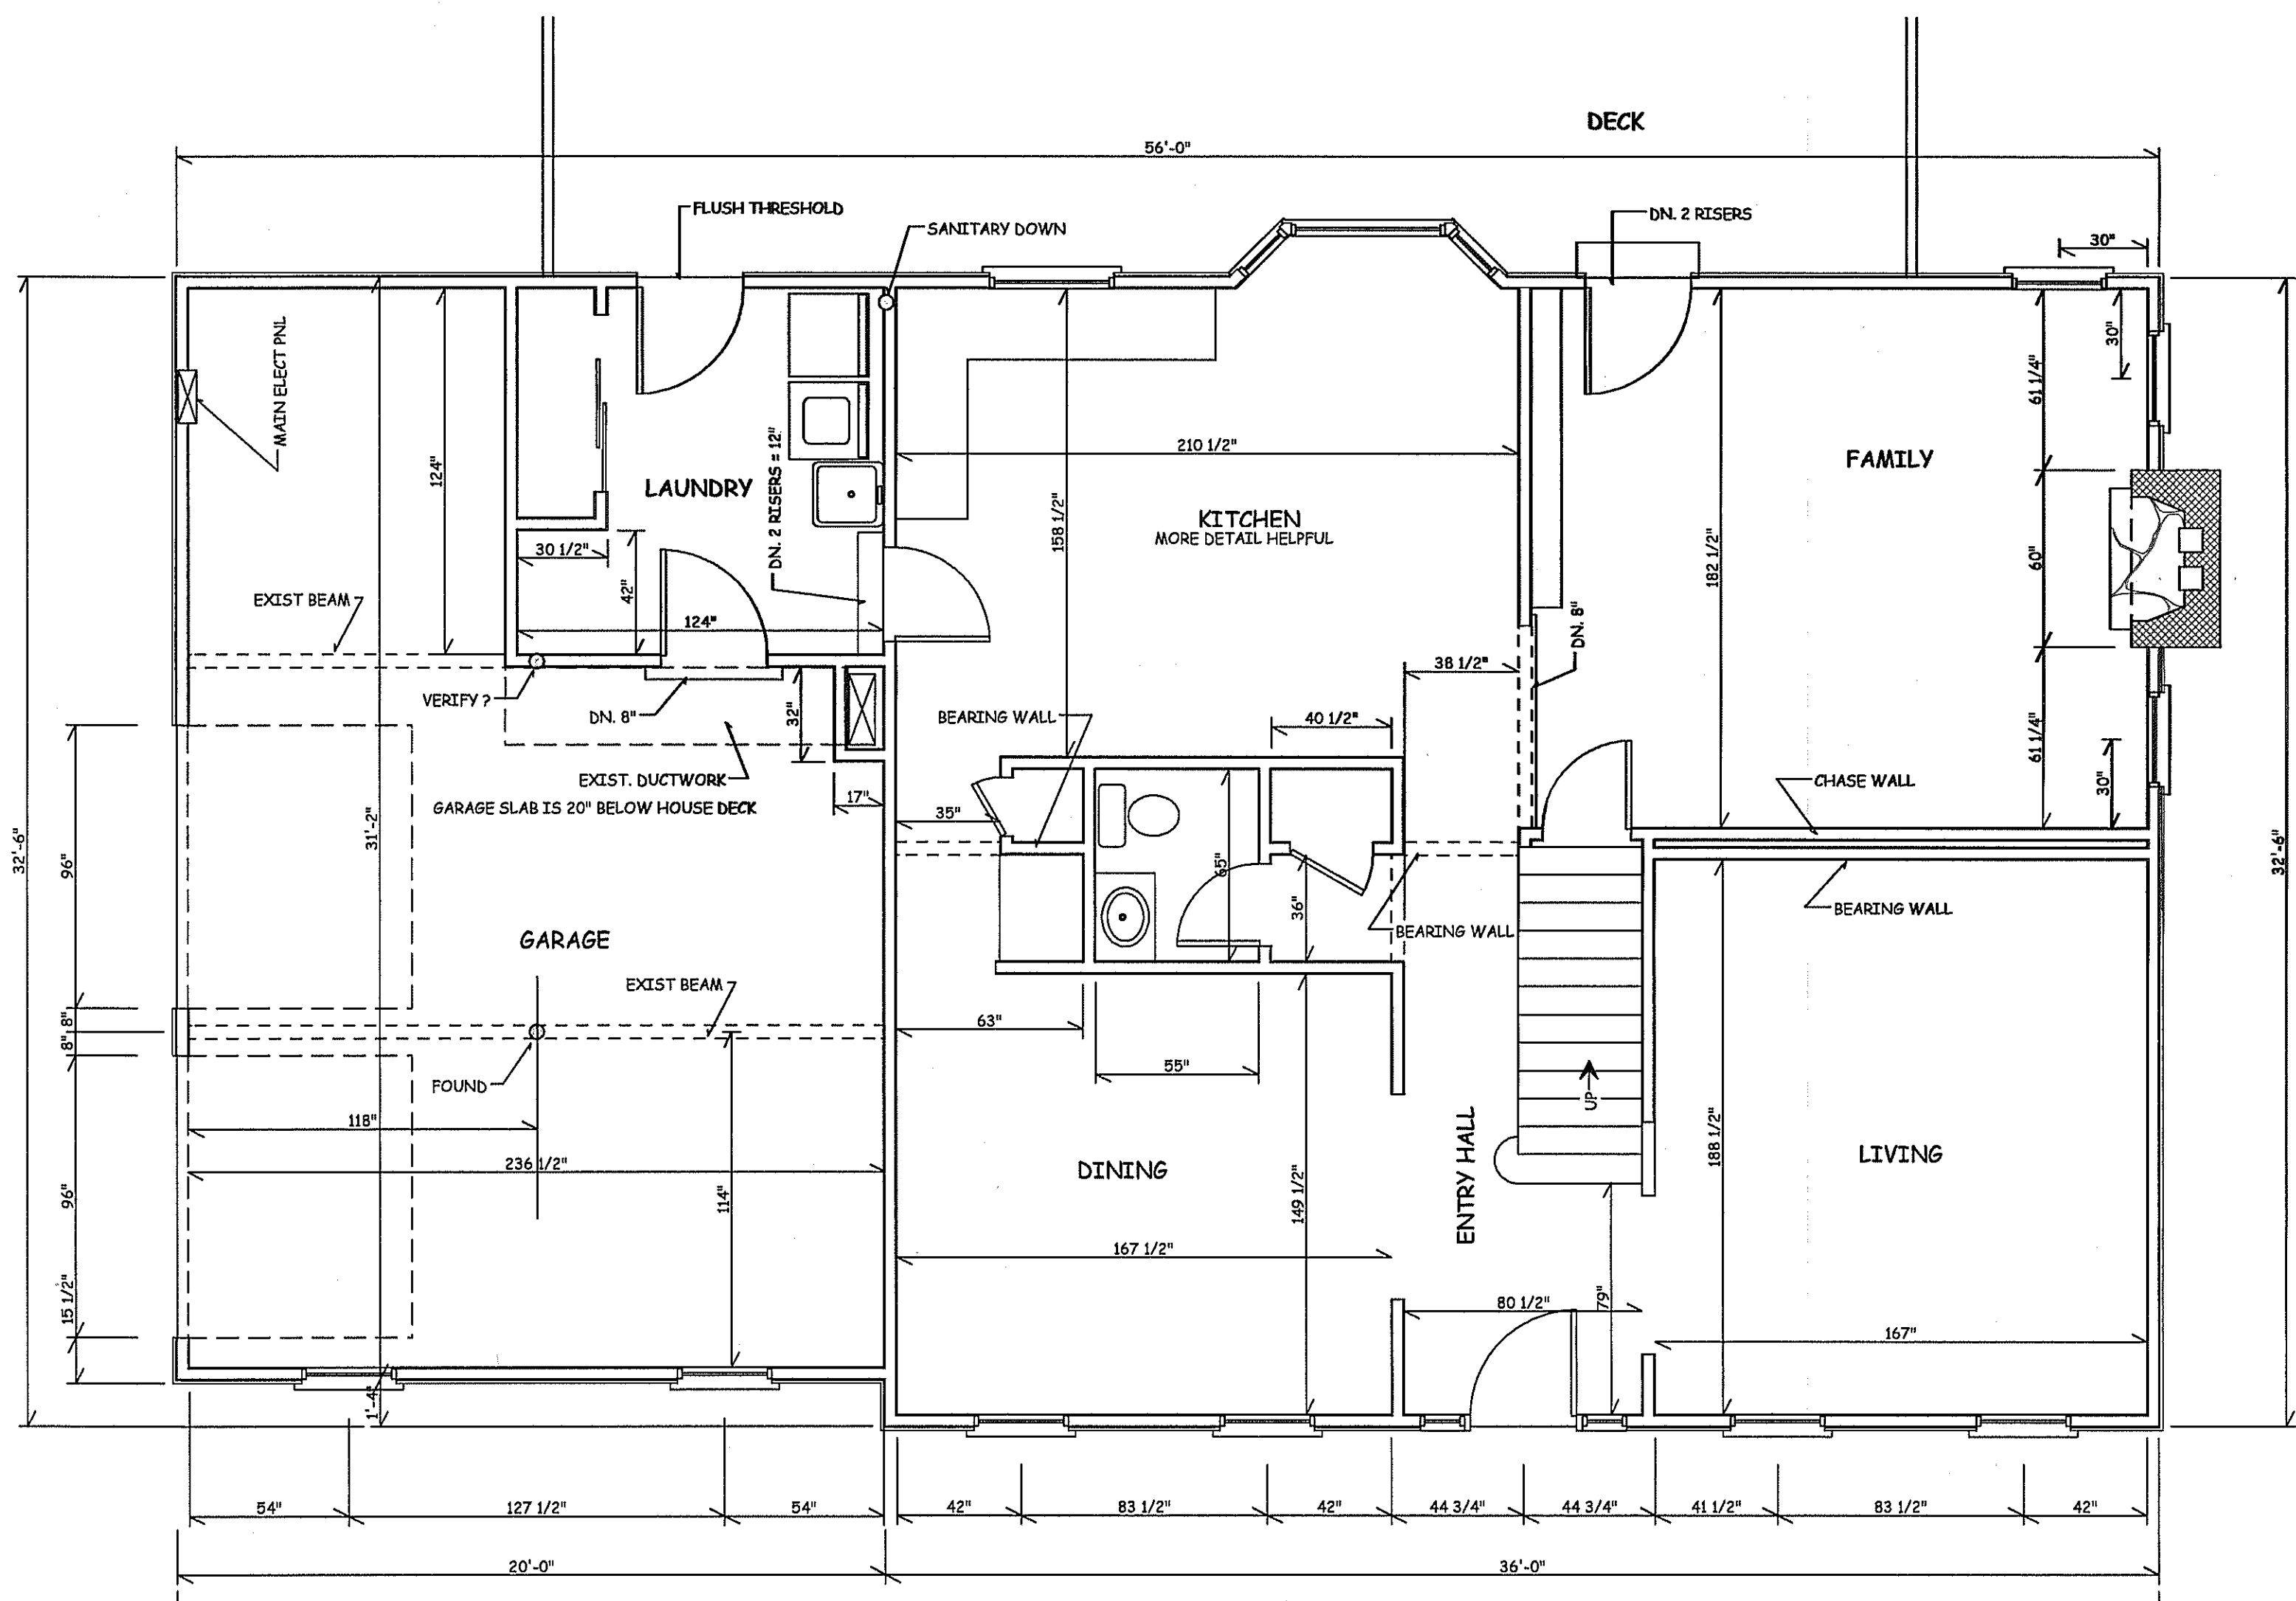 DECK
56'-0"
FLUSH THRESHOLD
SANITARY DOWN
DN. 2 RISERS
30"
MAIN ELECT PNL
124"
LAUNDRY
DN. 2 RISERS = 12"
210 1/2"
KITCHEN
MORE DETAIL HELPFUL
158 1/2"
182 1/2"
FAMILY
61 1/4"
30"
60"
61 1/4"
30"
30 1/2"
42"
124"
EXIST BEAM
VERIFY ?
DN. 8"
32"
EXIST. DUCTWORK
GARAGE SLAB IS 20" BELOW HOUSE DECK
17"
BEARING WALL
40 1/2"
38 1/2"
DN. 8"
CHASE WALL
35"
65"
36"
BEARING WALL
BEARING WALL
32'-6"
31'-2"
32'-6"
96"
8"
8"
96"
15 1/2"
GARAGE
EXIST BEAM
FOUND
118"
236 1/2"
114"
1'-4"
63"
55"
DINING
149 1/2"
167 1/2"
ENTRY HALL
UP
79"
80 1/2"
188 1/2"
LIVING
167"
54"
127 1/2"
54"
42"
83 1/2"
42"
44 3/4"
44 3/4"
41 1/2"
83 1/2"
42"
20'-0"
36'-0"